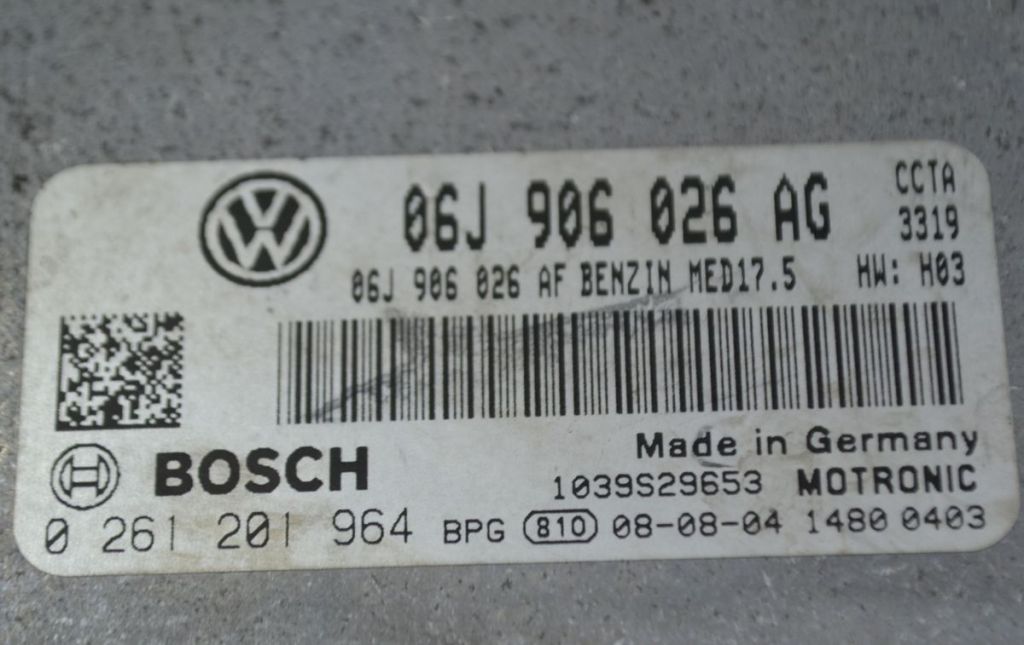 06J 906 026 AG
CCTA
3319
06J 906 026 AF BENZIN MED17.5 HW: H03
Made in Germany
BOSCH
1039S29653 MOTRONIC
0 261 201 964 BPG 810 08-08-04 1480 0403